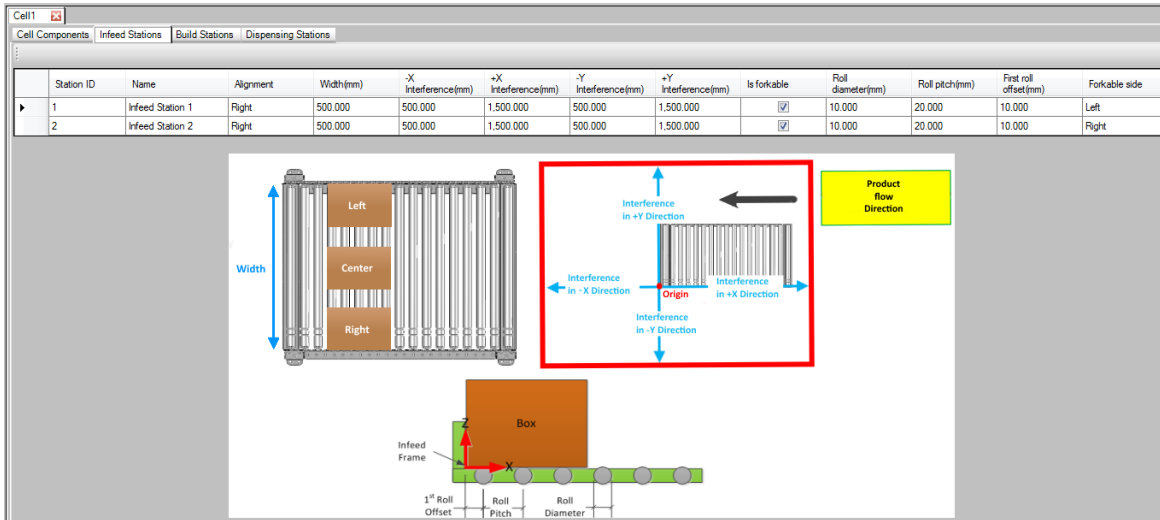 Cell1
Cell Components Infeed Stations Build Stations Dispensing Stations
Station ID Name Alignment Width(mm) -X Interference(mm) +X Interference(mm) -Y Interference(mm) +Y Interference(mm) Is forkable Roll diameter(mm) Roll pitch(mm) First roll offset(mm) Forkable side
1 Infeed Station 1 Right 500.000 500.000 1,500.000 500.000 1,500.000 10.000 20.000 10.000 Left
2 Infeed Station 2 Right 500.000 500.000 1,500.000 500.000 1,500.000 10.000 20.000 10.000 Right
Width
Left
Center
Right
Interference
in +Y Direction
Interference
in -X Direction
Origin
Interference
in +X Direction
Interference
in -Y Direction
Product
flow
Direction
Box
Z
X
Infeed
Frame
1st Roll
Offset
Roll
Pitch
Roll
Diameter